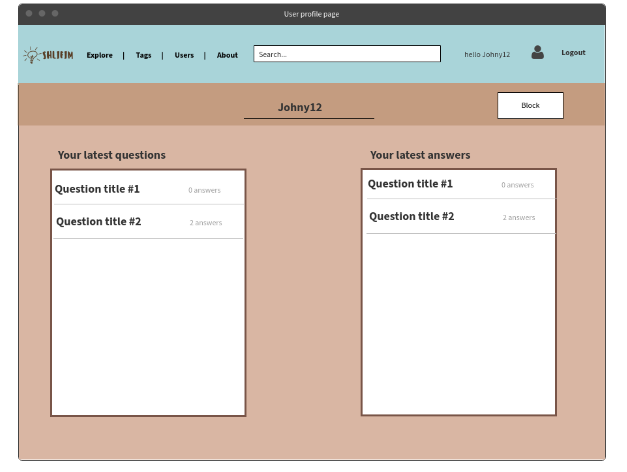 User profile page
SHLIFIM Explore | Tags | Users | About Search... hello Johny12 Logout
Johny12 Block
Your latest questions
Question title #1 0 answers
Question title #2 2 answers
Your latest answers
Question title #1 0 answers
Question title #2 2 answers